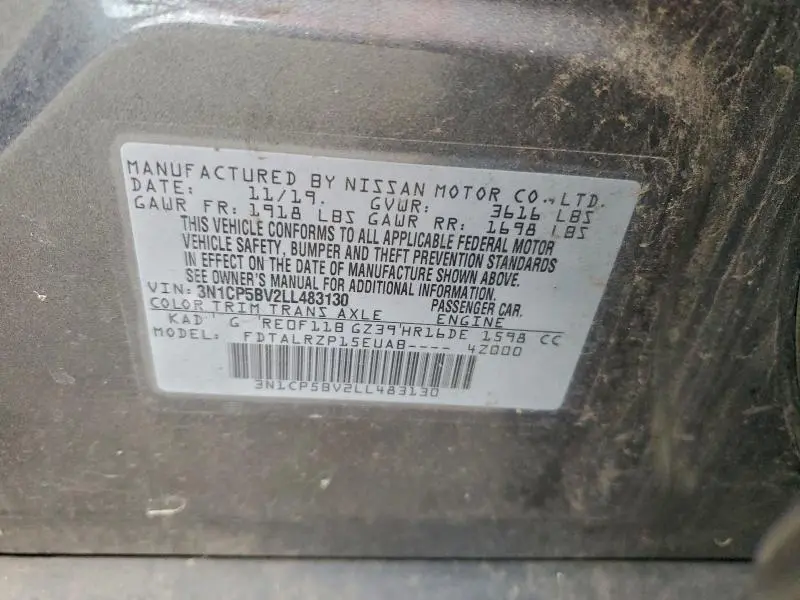 MANUFACTURED BY NISSAN MOTOR CO., LTD.
DATE: 11/19. GVWR: 3616 LBS
GAWR FR: 1918 LBS GAWR RR: 1698 LBS
THIS VEHICLE CONFORMS TO ALL APPLICABLE FEDERAL MOTOR
VEHICLE SAFETY, BUMPER AND THEFT PREVENTION STANDARDS
IN EFFECT ON THE DATE OF MANUFACTURE SHOWN ABOVE.
SEE OWNER'S MANUAL FOR ADDITIONAL INFORMATION.
VIN: 3N1CP5BV2LL483130 PASSENGER CAR.
COLOR TRIM TRANS AXLE ENGINE
KAD G RE0F11B GZ39 HR16DE 1598 CC
MODEL: FDTALRZP15EUAB---- 4Z000
3N1CP5BV2LL483130